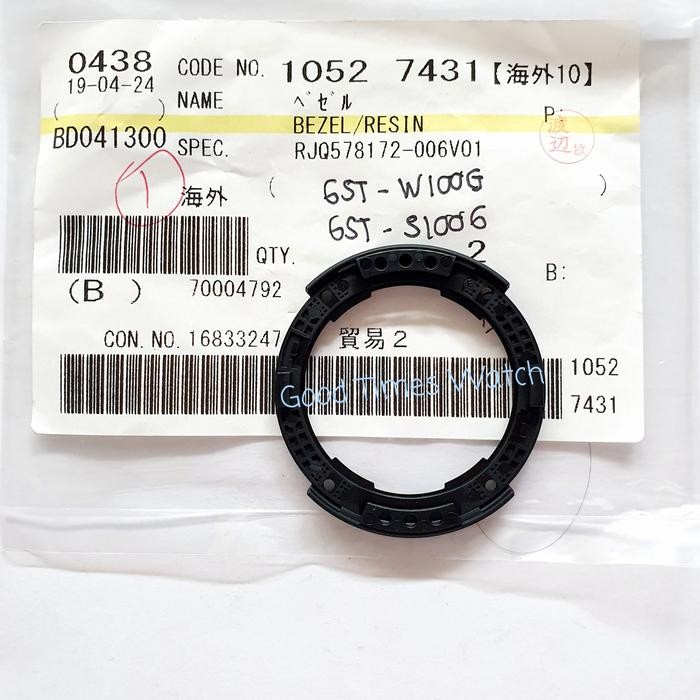 0438 CODE NO. 1052 7431【海外10】
19-04-24
( ) NAME ベゼル P:
BEZEL/RESIN
BD041300 SPEC. RJQ578172-006V01
渡辺
1 海外 ( GST-W100G )
GST-S100G
QTY. 2 B:
(B ) 70004792
CON. NO. 16833247 貿易2
1052
Good Times Watch
7431